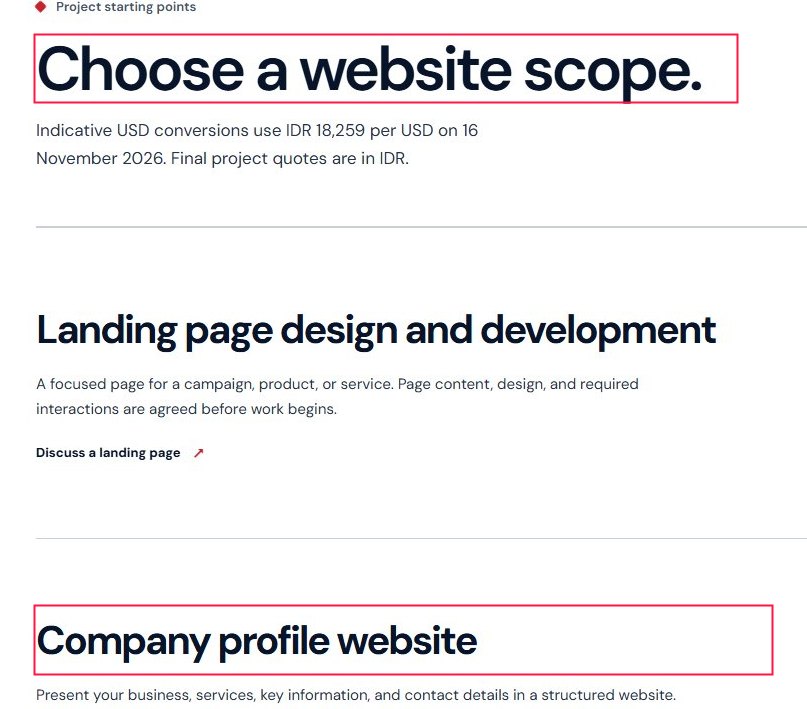 Project starting points
Choose a website scope.
Indicative USD conversions use IDR 18,259 per USD on 16
November 2026. Final project quotes are in IDR.
Landing page design and development
A focused page for a campaign, product, or service. Page content, design, and required
interactions are agreed before work begins.
Discuss a landing page ↗
Company profile website
Present your business, services, key information, and contact details in a structured website.